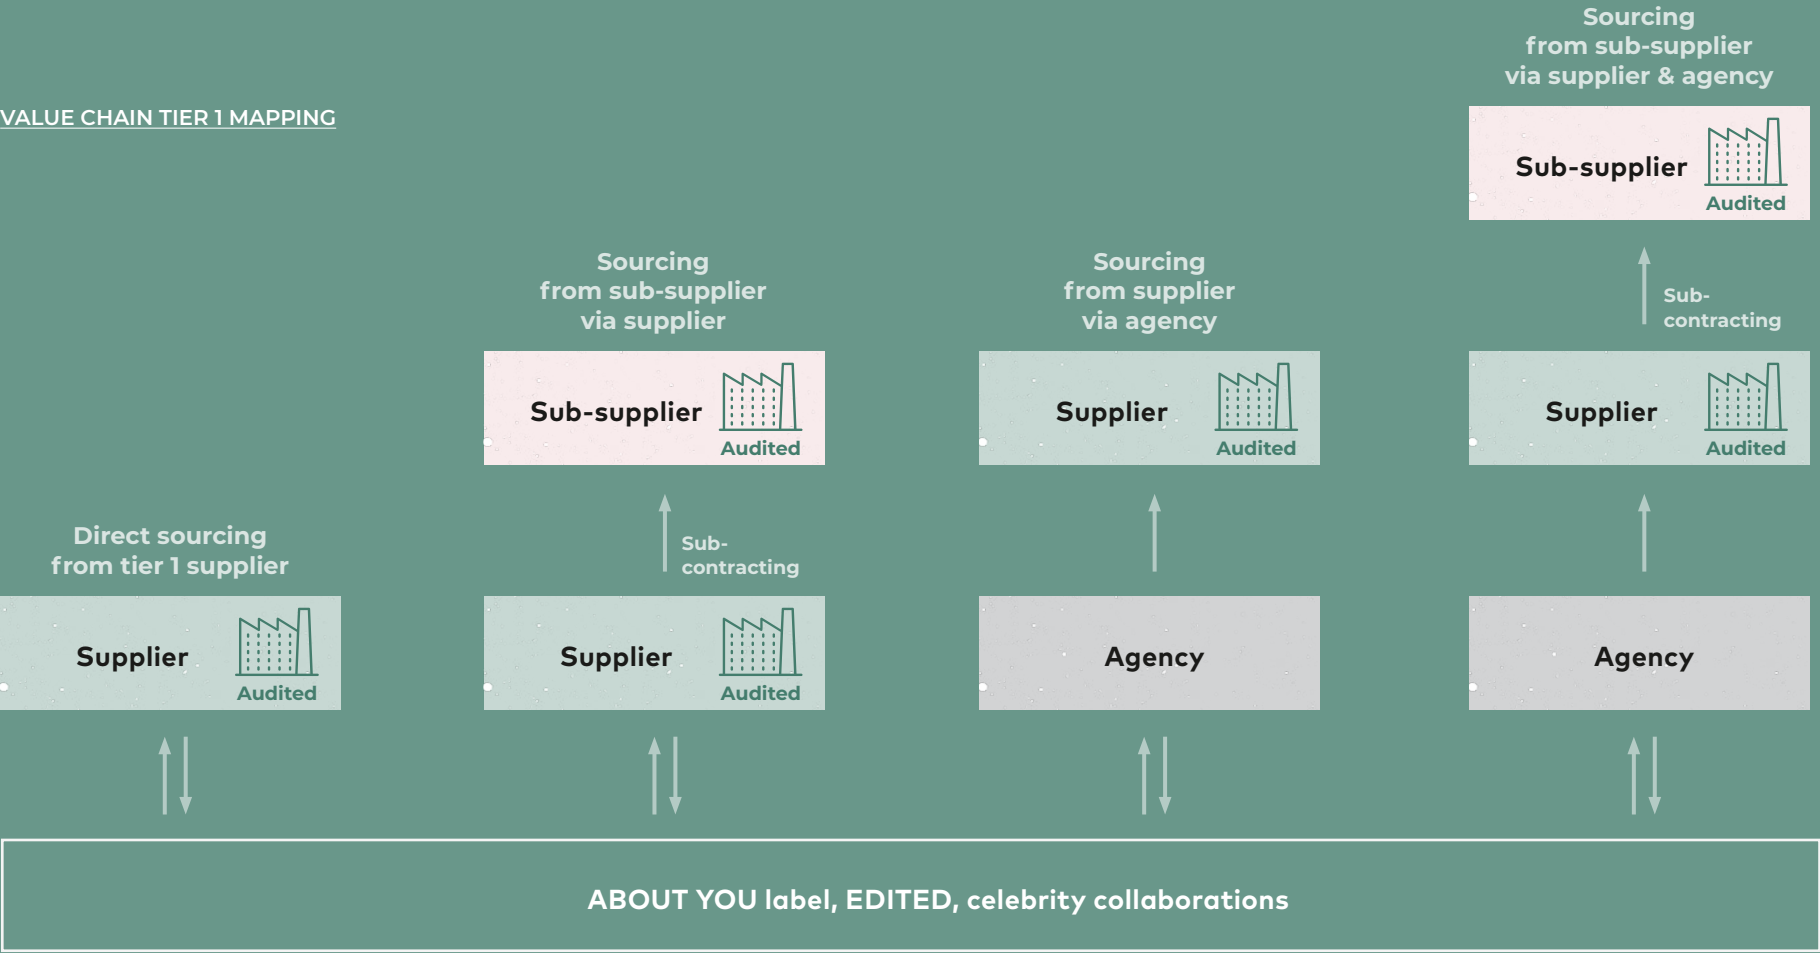 VALUE CHAIN TIER 1 MAPPING
Direct sourcing
from tier 1 supplier
Supplier
Audited
Sourcing
from sub-supplier
via supplier
Sub-supplier
Audited
Sub-
contracting
Supplier
Audited
Sourcing
from supplier
via agency
Supplier
Audited
Agency
Sourcing
from sub-supplier
via supplier & agency
Sub-supplier
Audited
Sub-
contracting
Supplier
Audited
Agency
ABOUT YOU label, EDITED, celebrity collaborations